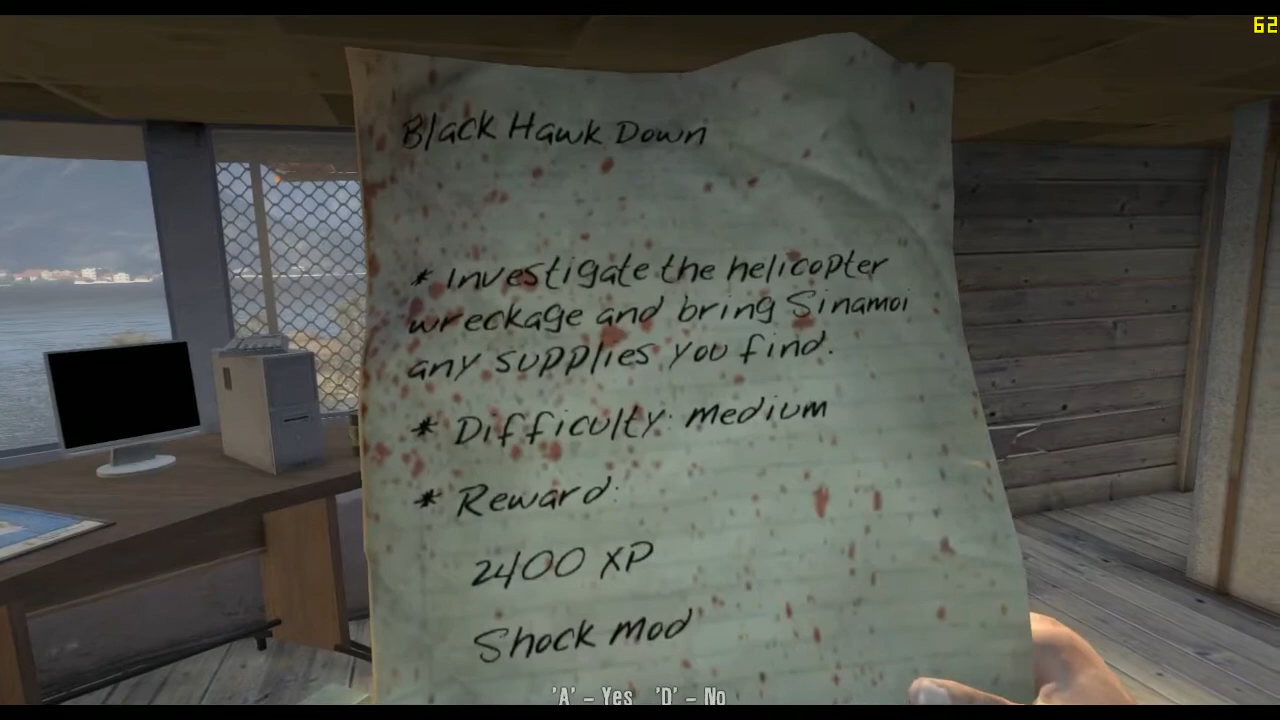 62
Black Hawk Down
* Investigate the helicopter
wreckage and bring Sinamoi
any supplies you find.
* Difficulty: medium
* Reward:
2400 XP
Shock mod
'A' - Yes 'D' - No